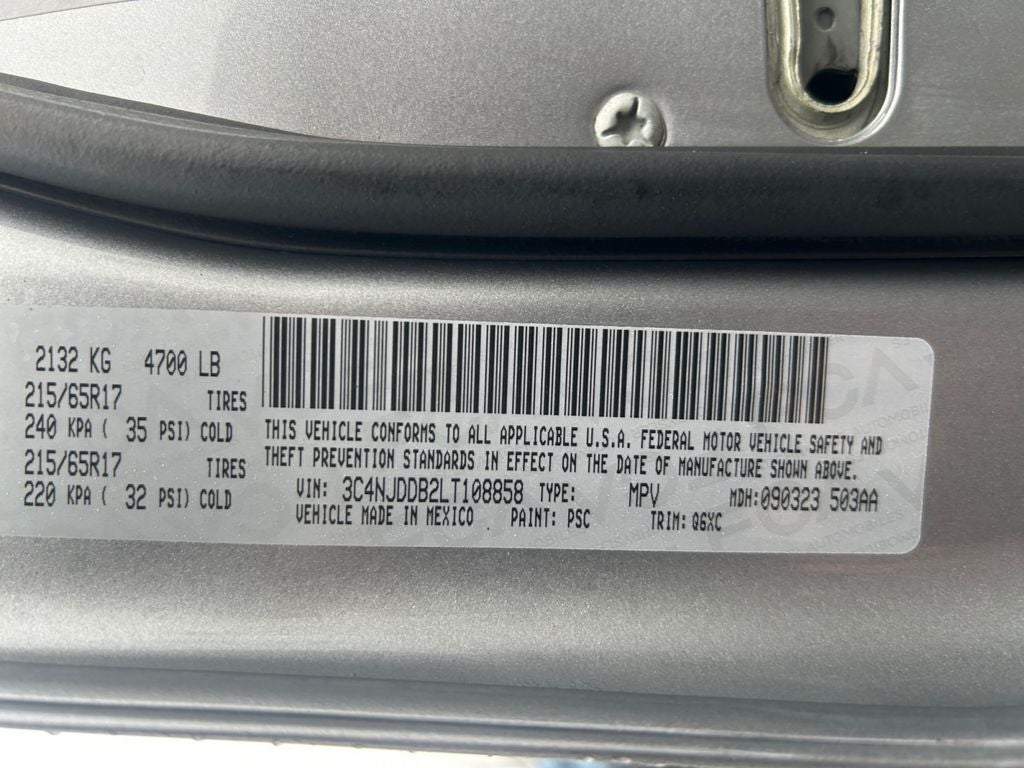 2132 KG 4700 LB
215/65R17 TIRES
240 KPA ( 35 PSI) COLD
215/65R17 TIRES
220 KPA ( 32 PSI) COLD
THIS VEHICLE CONFORMS TO ALL APPLICABLE U.S.A. FEDERAL MOTOR VEHICLE SAFETY AND
THEFT PREVENTION STANDARDS IN EFFECT ON THE DATE OF MANUFACTURE SHOWN ABOVE.
VIN: 3C4NJDDB2LT108858 TYPE: MPV MDH:090323 503AA
VEHICLE MADE IN MEXICO PAINT: PSC TRIM: Q6XC